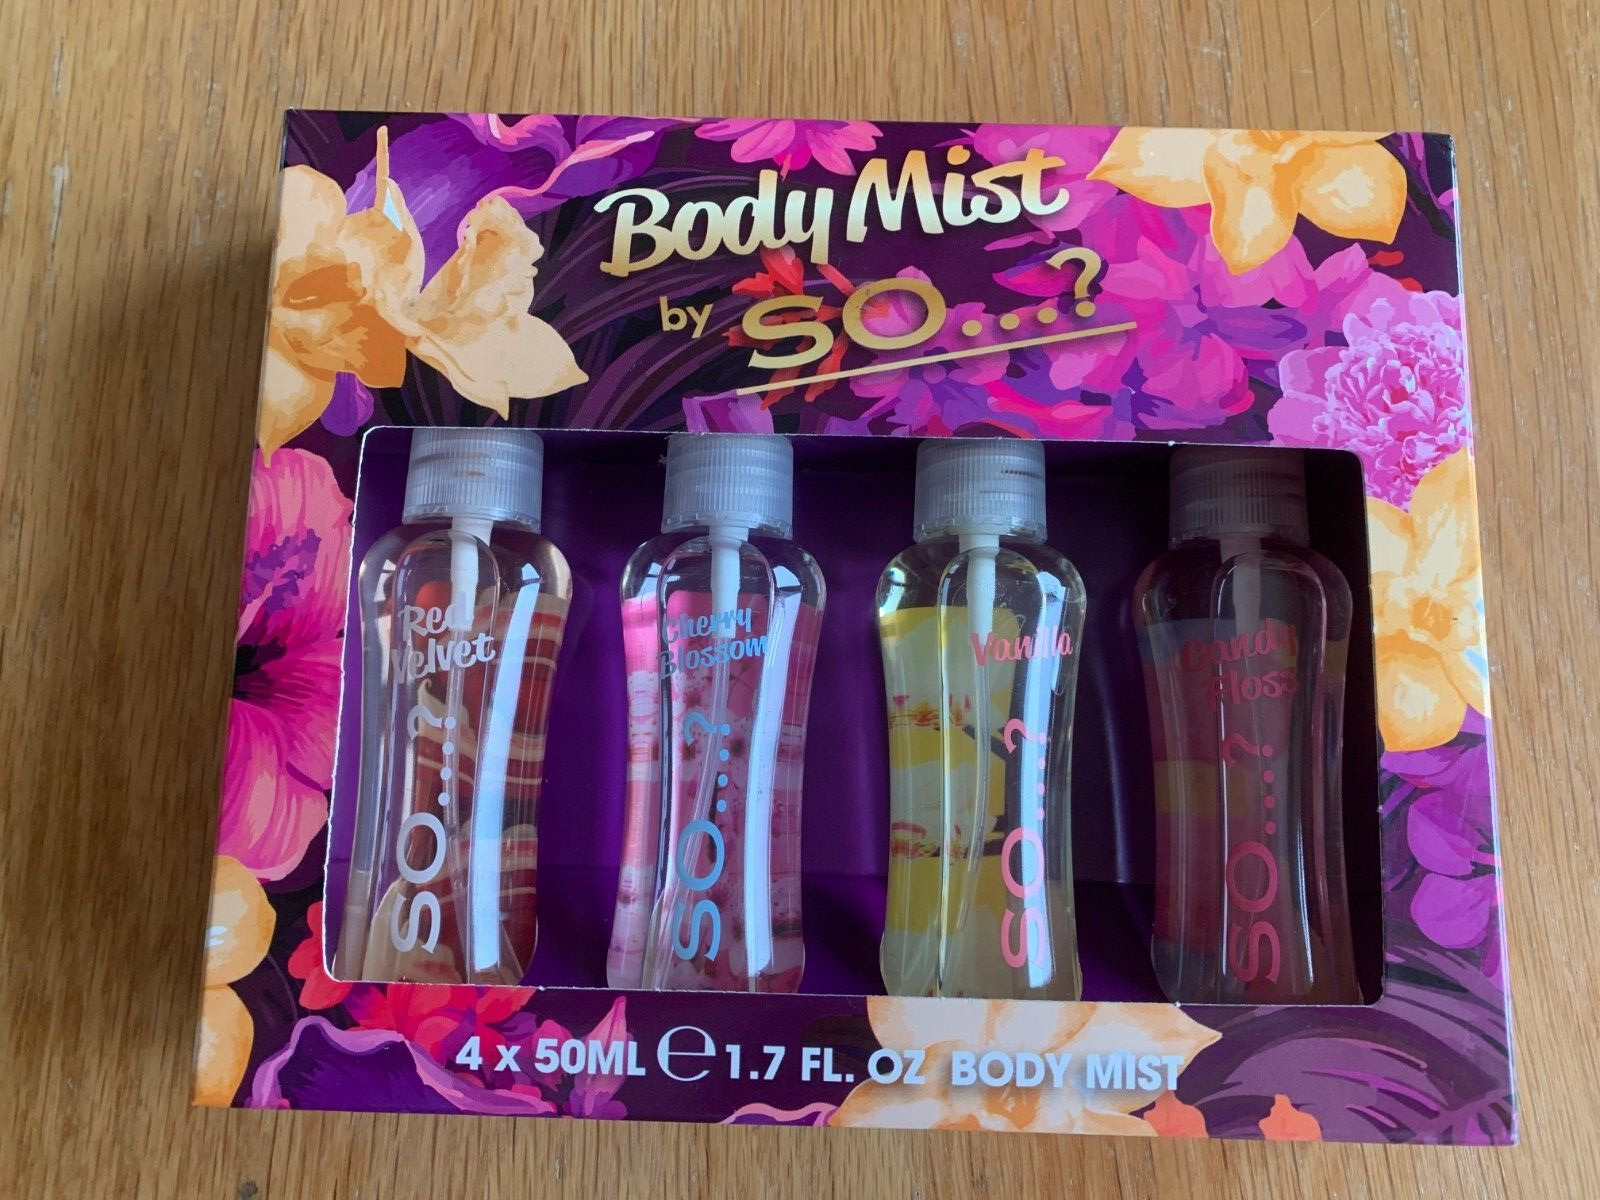 Body Mist
by SO...?
Red
Velvet
SO...?
Cherry
Blossom
SO...?
Vanilla
SO...?
Candy
Floss
SO...?
4 x 50ML ℮ 1.7 FL. OZ BODY MIST